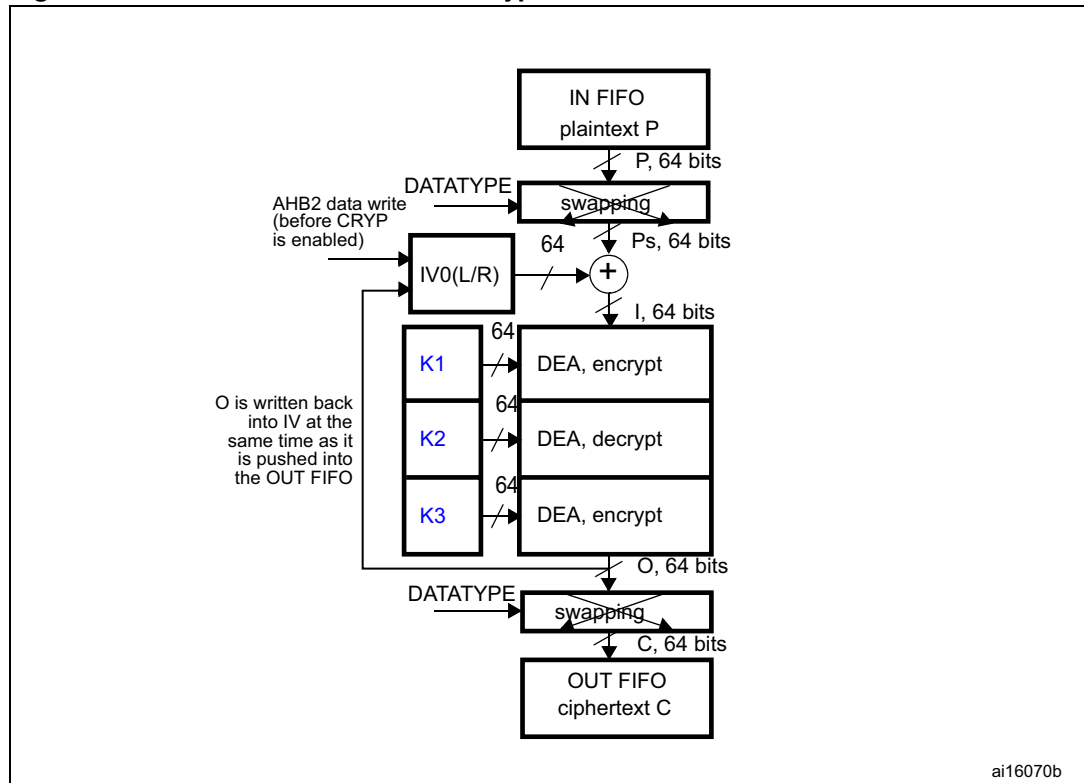 IN FIFO
plaintext P
P, 64 bits
DATATYPE
swapping
AHB2 data write
(before CRYP
is enabled)
Ps, 64 bits
64
IV0(L/R)
+
I, 64 bits
64
K1
DEA, encrypt
64
K2
DEA, decrypt
64
K3
DEA, encrypt
O is written back
into IV at the
same time as it
is pushed into
the OUT FIFO
O, 64 bits
DATATYPE
swapping
C, 64 bits
OUT FIFO
ciphertext C
ai16070b